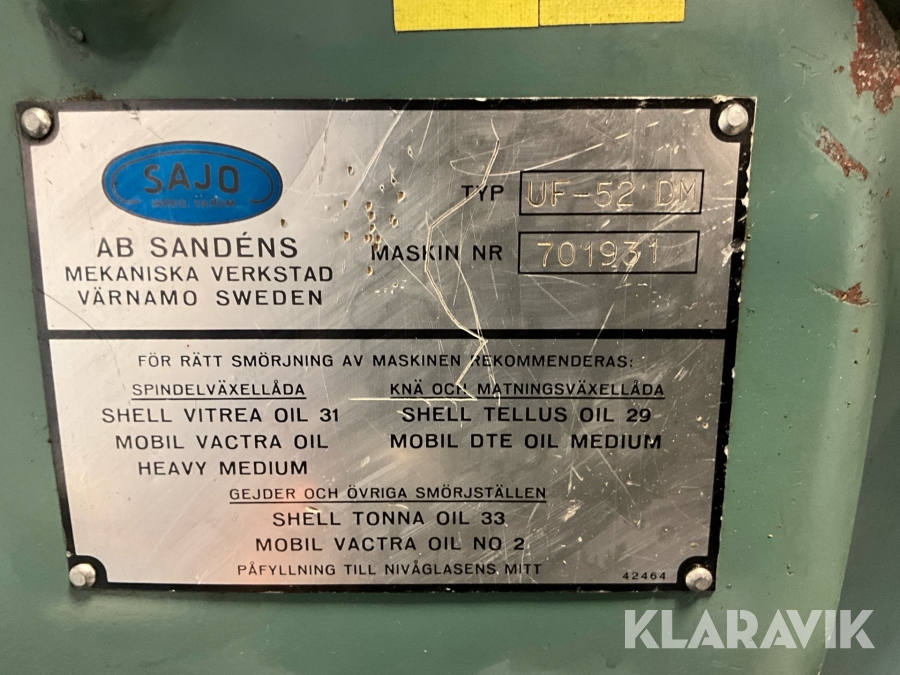 SAJO
AB SANDÉNS
MEKANISKA VERKSTAD
VÄRNAMO SWEDEN
TYP UF-52 DM
MASKIN NR 701931
FÖR RÄTT SMÖRJNING AV MASKINEN REKOMMENDERAS:
SPINDELVÄXELLÅDA
SHELL VITREA OIL 31
MOBIL VACTRA OIL
HEAVY MEDIUM
KNÄ OCH MATNINGSVÄXELLÅDA
SHELL TELLUS OIL 29
MOBIL DTE OIL MEDIUM
GEJDER OCH ÖVRIGA SMÖRJSTÄLLEN
SHELL TONNA OIL 33
MOBIL VACTRA OIL NO 2
PÅFYLLNING TILL NIVÅGLASENS MITT
42464
KLARAVIK